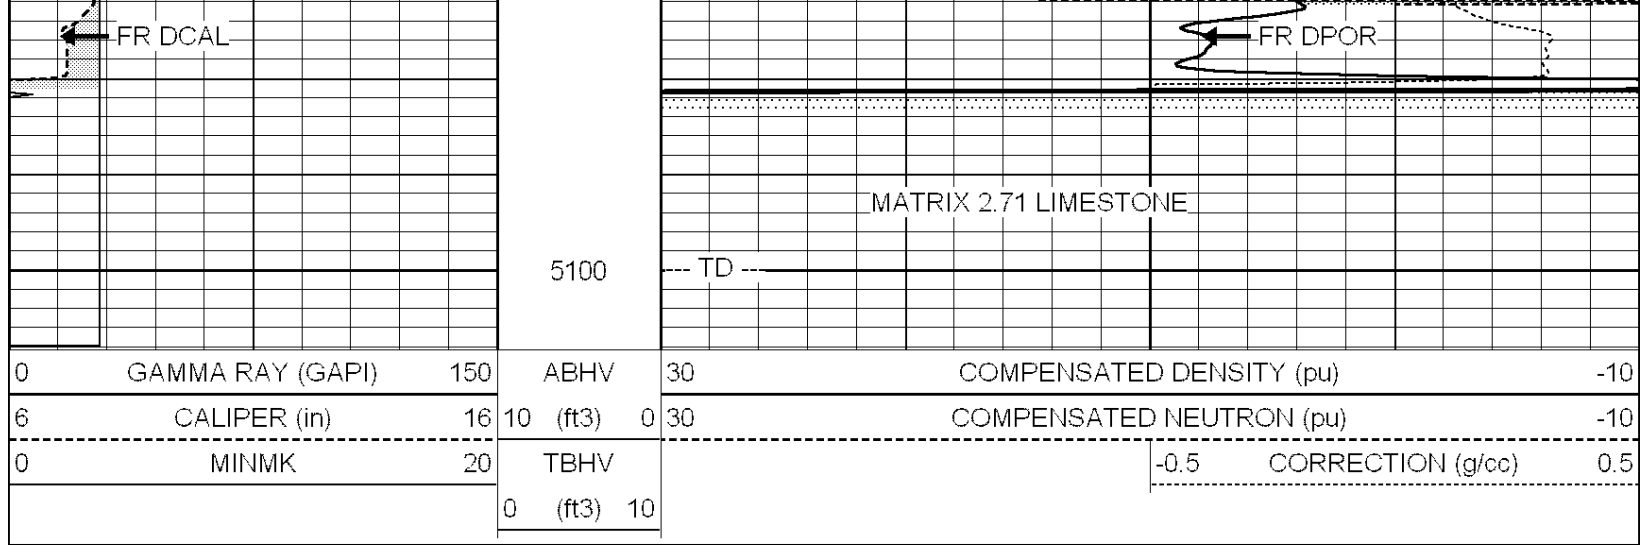 FR DCAL FR DPOR
MATRIX 2.71 LIMESTONE
5100 --- TD ---
0 GAMMA RAY (GAPI) 150 ABHV 30 COMPENSATED DENSITY (pu) -10
6 CALIPER (in) 16 10 (ft3) 0 30 COMPENSATED NEUTRON (pu) -10
0 MINMK 20 TBHV -0.5 CORRECTION (g/cc) 0.5
0 (ft3) 10